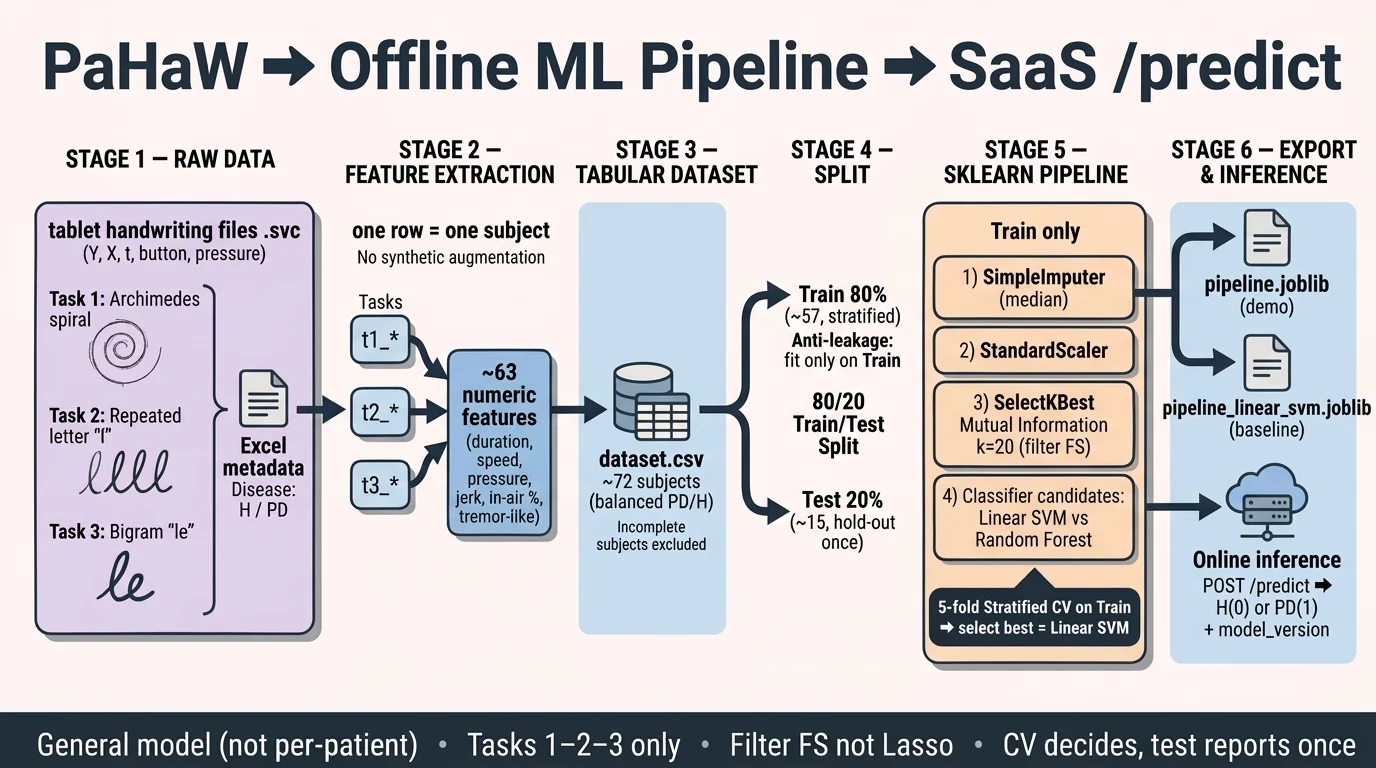 PaHaW → Offline ML Pipeline → SaaS /predict
STAGE 1 — RAW DATA
tablet handwriting files .svc
(Y, X, t, button, pressure)
Task 1: Archimedes
spiral
Task 2: Repeated
letter “l”
llll
Task 3: Bigram “le”
le
Excel
metadata
Disease:
H / PD
STAGE 2 —
FEATURE EXTRACTION
one row = one subject
No synthetic augmentation
Tasks
t1_*
t2_*
t3_*
~63
numeric
features
(duration,
speed,
pressure,
jerk, in-air %,
tremor-like)
STAGE 3 —
TABULAR DATASET
dataset.csv
~72 subjects
(balanced PD/H)
Incomplete
subjects excluded
STAGE 4 —
SPLIT
Train 80%
(~57, stratified)
Anti-leakage:
fit only on Train
80/20
Train/Test
Split
Test 20%
(~15, hold-out
once)
STAGE 5 —
SKLEARN PIPELINE
Train only
1) SimpleImputer
(median)
2) StandardScaler
3) SelectKBest
Mutual Information
k=20 (filter FS)
4) Classifier candidates:
Linear SVM vs
Random Forest
5-fold Stratified CV on Train
→ select best = Linear SVM
STAGE 6 — EXPORT
& INFERENCE
pipeline.joblib
(demo)
pipeline_linear_svm.joblib
(baseline)
Online inference
POST /predict →
H(0) or PD(1)
+ model_version
General model (not per-patient) • Tasks 1–2–3 only • Filter FS not Lasso • CV decides, test reports once